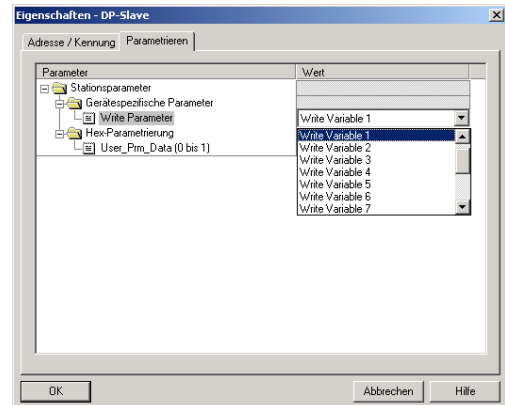 Eigenschaften - DP-Slave
Adresse / Kennung Parametrieren
Parameter Wert
Stationsparameter
Gerätespezifische Parameter
Write Parameter Write Variable 1
Hex-Parametrierung Write Variable 1
User_Prm_Data (0 bis 1) Write Variable 2
Write Variable 3
Write Variable 4
Write Variable 5
Write Variable 6
Write Variable 7
OK Abbrechen Hilfe